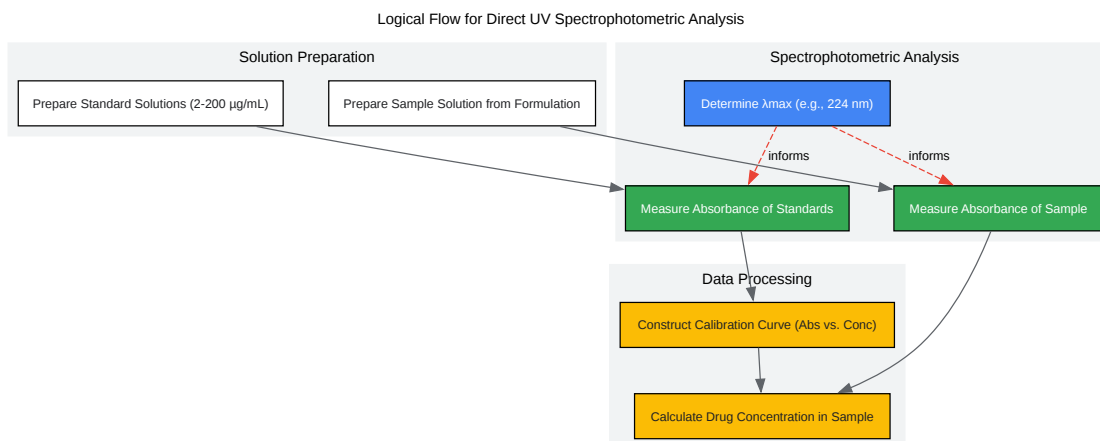 Logical Flow for Direct UV Spectrophotometric Analysis
Solution Preparation
Spectrophotometric Analysis
Prepare Standard Solutions (2-200 µg/mL)
Prepare Sample Solution from Formulation
Determine λmax (e.g., 224 nm)
informs
informs
Measure Absorbance of Standards
Measure Absorbance of Sample
Data Processing
Construct Calibration Curve (Abs vs. Conc)
Calculate Drug Concentration in Sample